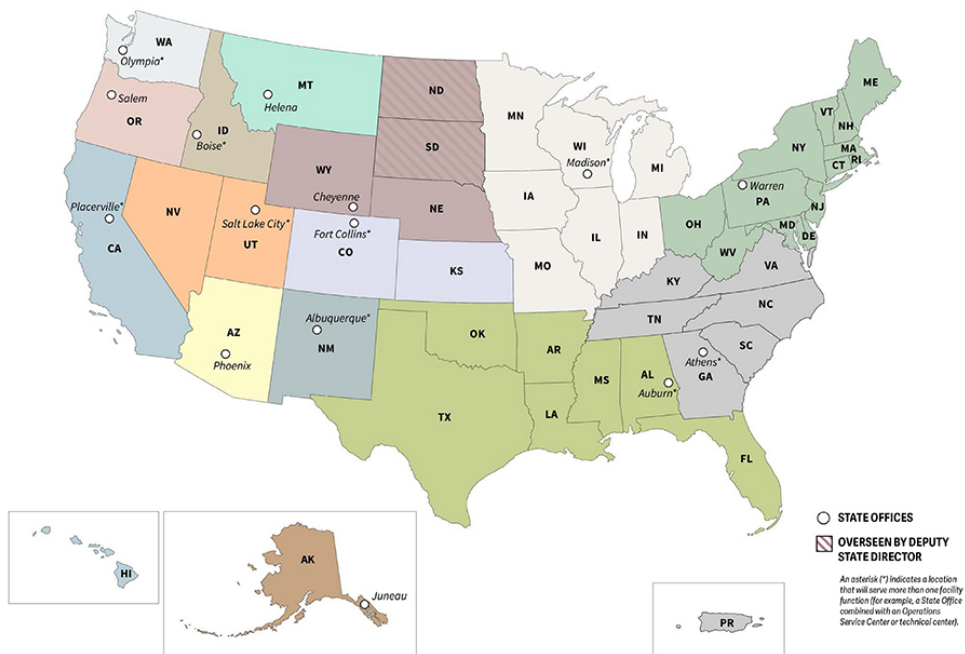 WA
Olympia*
Salem
OR
ID
Boise*
MT
Helena
ND
SD
WY
Cheyenne
NE
Placerville*
CA
NV
Salt Lake City*
UT
Fort Collins*
CO
KS
AZ
Phoenix
Albuquerque*
NM
MN
WI
Madison*
MI
IA
IL
IN
MO
OK
AR
TX
LA
MS
AL
Auburn*
Athens*
GA
FL
KY
TN
VA
NC
SC
OH
WV
Warren
PA
NY
VT
NH
ME
MA
CT
RI
NJ
MD
DE
HI
AK
Juneau
PR
STATE OFFICES
OVERSEEN BY DEPUTY
STATE DIRECTOR
An asterisk (*) indicates a location
that will serve more than one facility
function (for example, a State Office
combined with an Operations
Service Center or technical center).